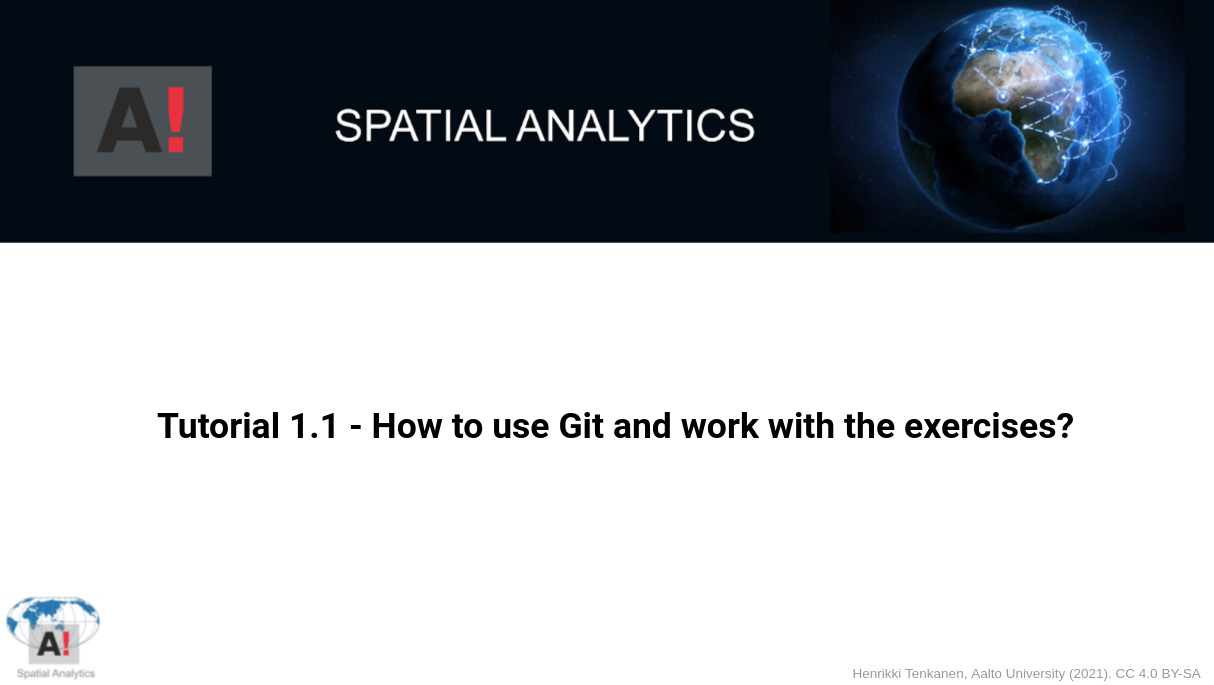 A!
SPATIAL ANALYTICS
Tutorial 1.1 - How to use Git and work with the exercises?
A!
Spatial Analytics
Henrikki Tenkanen, Aalto University (2021). CC 4.0 BY-SA